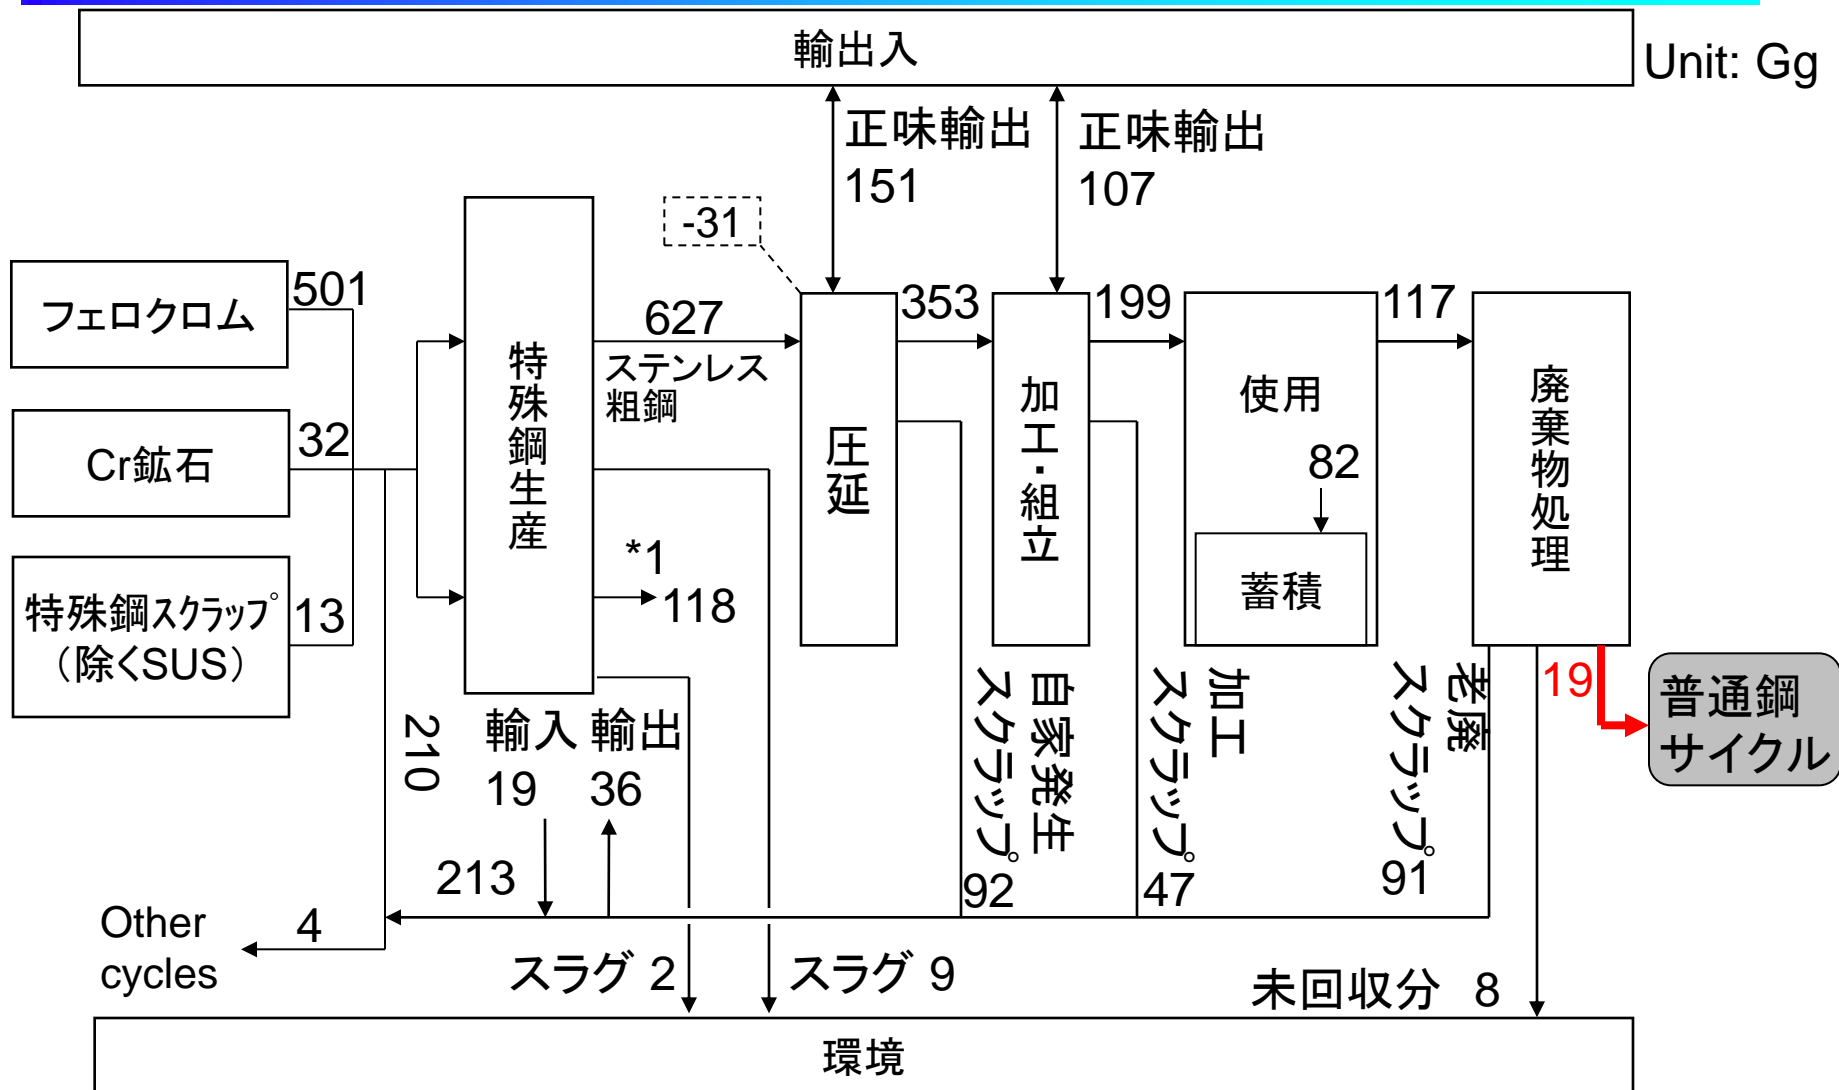 輸出入
Unit: Gg
正味輸出
151
正味輸出
107
-31
フェロクロム
501
Cr鉱石
32
特殊鋼スクラップ
（除くSUS）
13
特殊鋼生産
627
ステンレス
粗鋼
*1
118
圧延
353
加工・組立
199
使用
82
蓄積
117
廃棄物処理
19
普通鋼
サイクル
210
輸入
19
輸出
36
213
自家発生
スクラップ
92
加工
スクラップ
47
老廃
スクラップ
91
Other
cycles
4
スラグ 2
スラグ 9
未回収分 8
環境